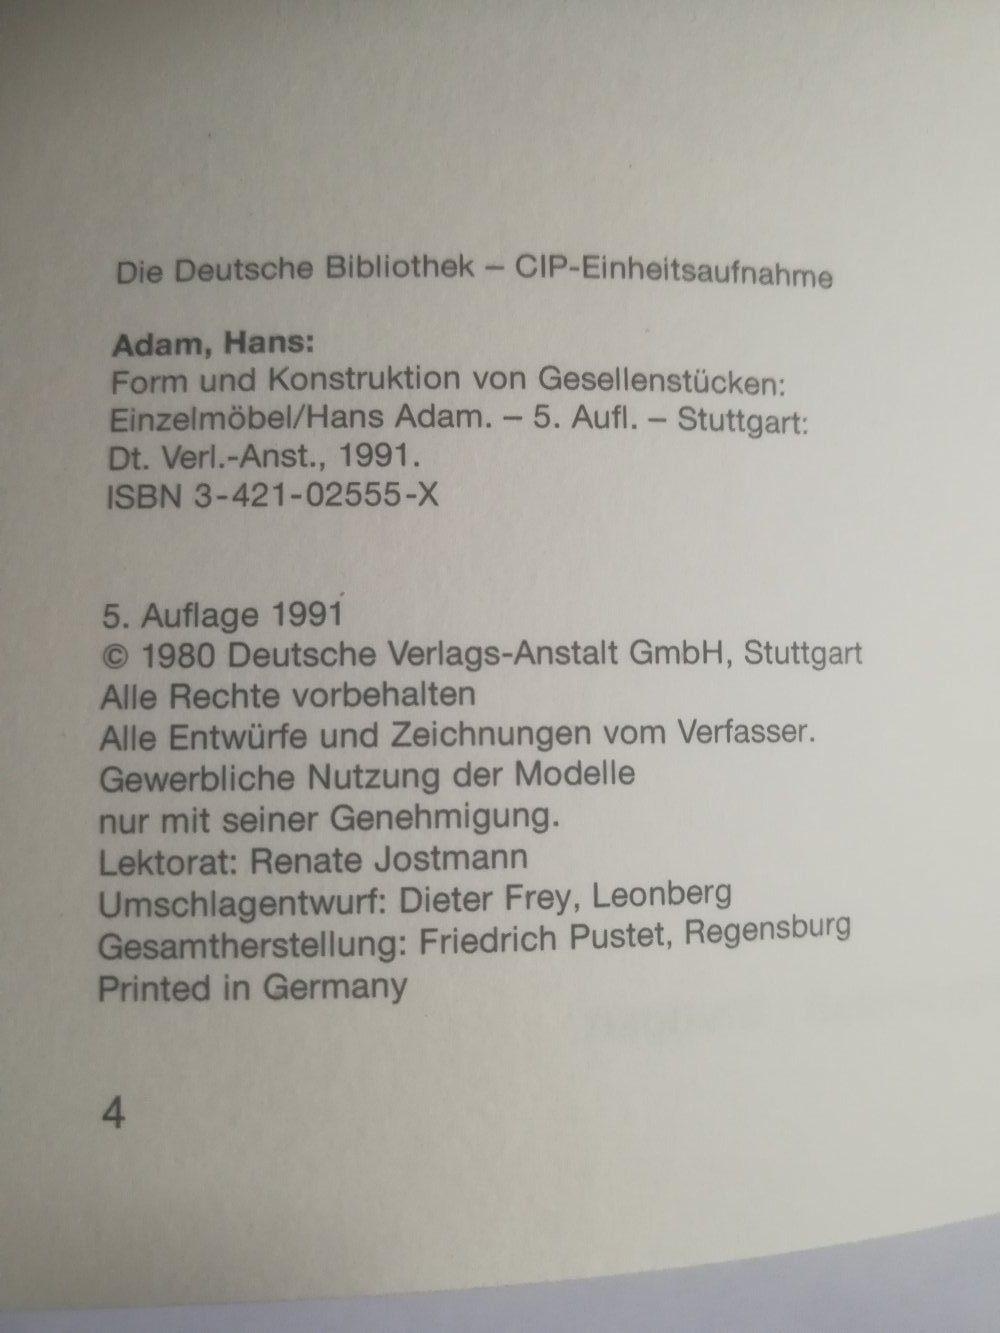 Die Deutsche Bibliothek – CIP-Einheitsaufnahme
Adam, Hans:
Form und Konstruktion von Gesellenstücken:
Einzelmöbel/Hans Adam. – 5. Aufl. – Stuttgart:
Dt. Verl.-Anst., 1991.
ISBN 3-421-02555-X
5. Auflage 1991
© 1980 Deutsche Verlags-Anstalt GmbH, Stuttgart
Alle Rechte vorbehalten
Alle Entwürfe und Zeichnungen vom Verfasser.
Gewerbliche Nutzung der Modelle
nur mit seiner Genehmigung.
Lektorat: Renate Jostmann
Umschlagentwurf: Dieter Frey, Leonberg
Gesamtherstellung: Friedrich Pustet, Regensburg
Printed in Germany
4